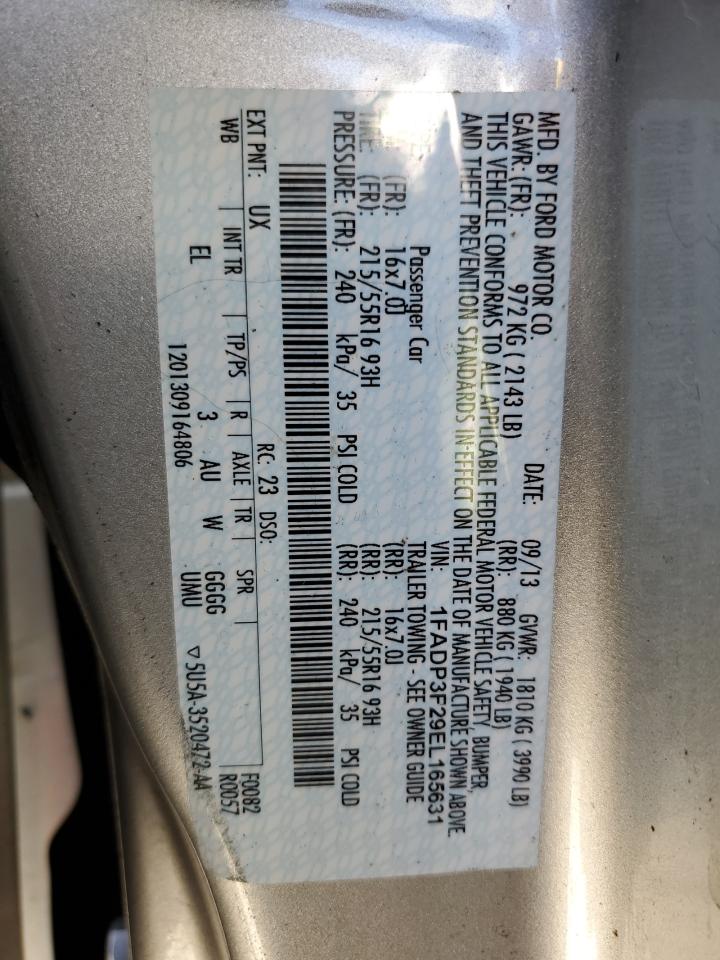 MFD. BY FORD MOTOR CO.
DATE: 09/13 GVWR: 1810 KG ( 3990 LB)
GAWR: (FR): 972 KG ( 2143 LB) (RR): 880 KG ( 1940 LB)
THIS VEHICLE CONFORMS TO ALL APPLICABLE FEDERAL MOTOR VEHICLE SAFETY, BUMPER,
AND THEFT PREVENTION STANDARDS IN EFFECT ON THE DATE OF MANUFACTURE SHOWN ABOVE
VIN: 1FADP3F29EL165631
Passenger Car TRAILER TOWING - SEE OWNER GUIDE
(FR): 16x7.0J (RR): 16x7.0J
TIRE: (FR): 215/55R16 93H (RR): 215/55R16 93H
PRESSURE: (FR): 240 kPa/ 35 PSI COLD (RR): 240 kPa/ 35 PSI COLD
EXT PNT: UX RC: 23 DSO: F0082
WB | INT TR | TP/PS | R | AXLE | TR | SPR | R0057
EL 3 AU W GGGG
UMU
1201309164806 ▽5U5A-3520472-AA